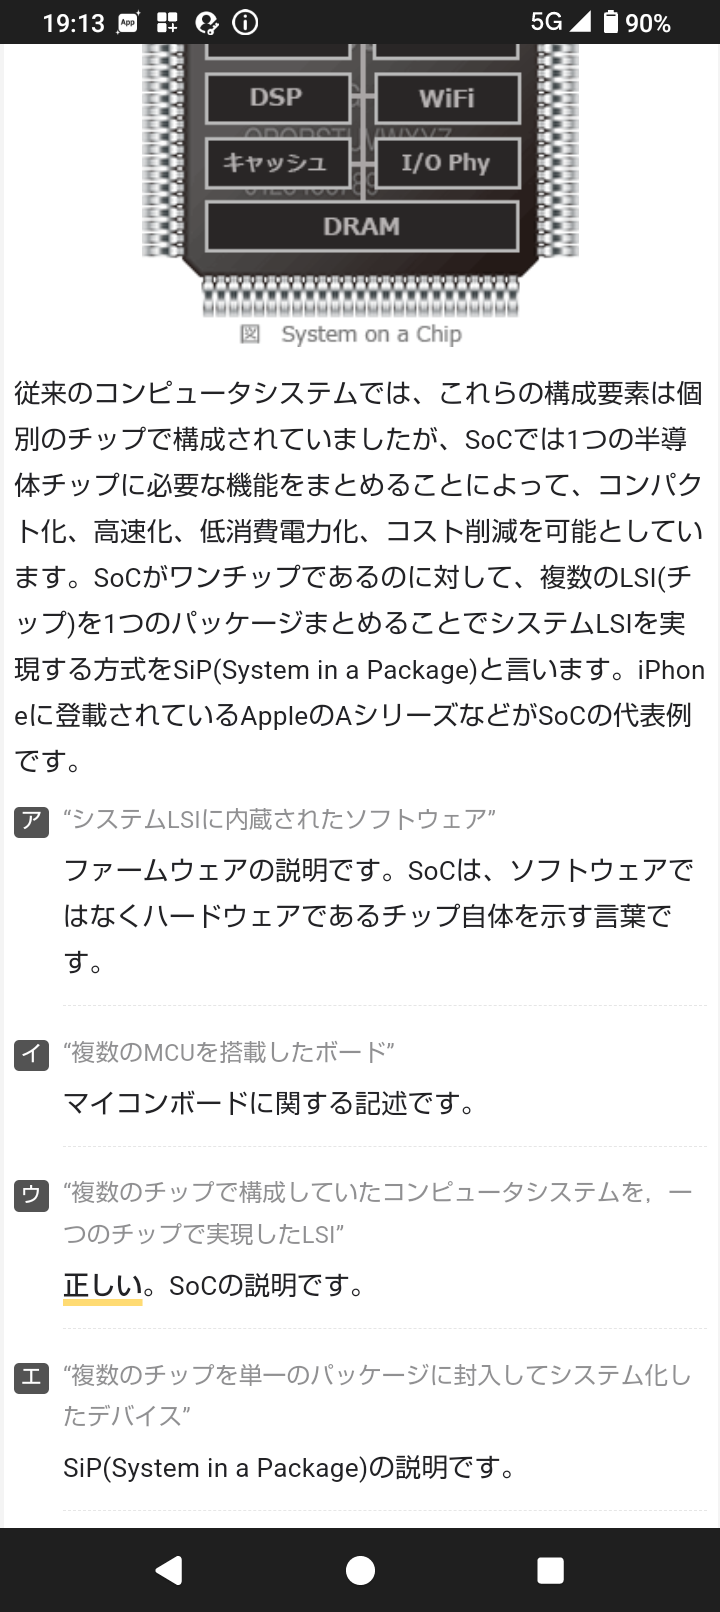 19:13
App
5G
90%
DSP
WiFi
キャッシュ
I/O Phy
DRAM
図 System on a Chip
従来のコンピュータシステムでは、これらの構成要素は個
別のチップで構成されていましたが、SoCでは1つの半導
体チップに必要な機能をまとめることによって、コンパク
ト化、高速化、低消費電力化、コスト削減を可能としてい
ます。SoCがワンチップであるのに対して、複数のLSI(チ
ップ)を1つのパッケージまとめることでシステムLSIを実
現する方式をSiP(System in a Package)と言います。iPhon
eに登載されているAppleのAシリーズなどがSoCの代表例
です。
ア “システムLSIに内蔵されたソフトウェア”
ファームウェアの説明です。SoCは、ソフトウェアで
はなくハードウェアであるチップ自体を示す言葉で
す。
イ “複数のMCUを搭載したボード”
マイコンボードに関する記述です。
ウ “複数のチップで構成していたコンピュータシステムを，一
つのチップで実現したLSI”
正しい。SoCの説明です。
エ “複数のチップを単一のパッケージに封入してシステム化し
たデバイス”
SiP(System in a Package)の説明です。